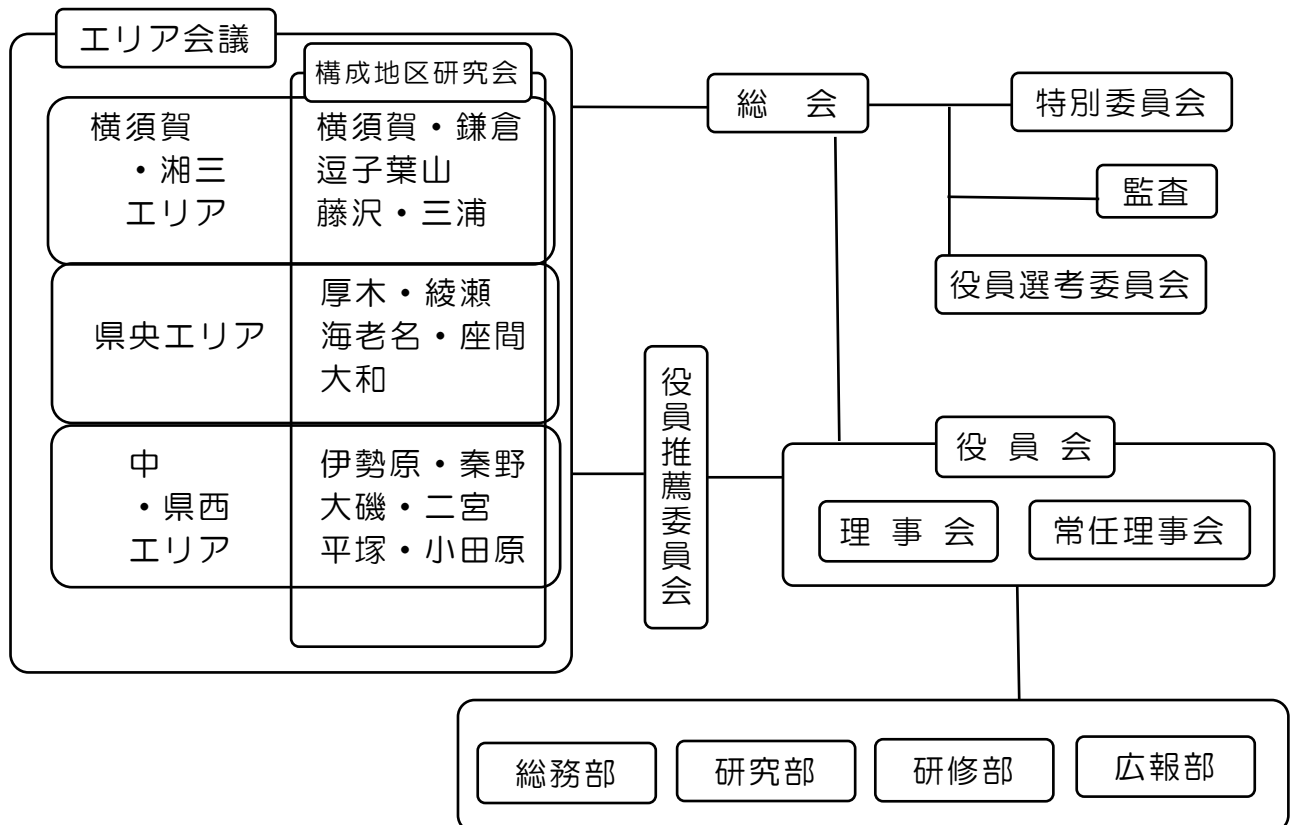 エリア会議
構成地区研究会
横須賀
・湘三
エリア
横須賀・鎌倉
逗子葉山
藤沢・三浦
県央エリア
厚木・綾瀬
海老名・座間
大和
中
・県西
エリア
伊勢原・秦野
大磯・二宮
平塚・小田原
総　会
特別委員会
監査
役員選考委員会
役員推薦委員会
役 員 会
理 事 会
常任理事会
総務部
研究部
研修部
広報部